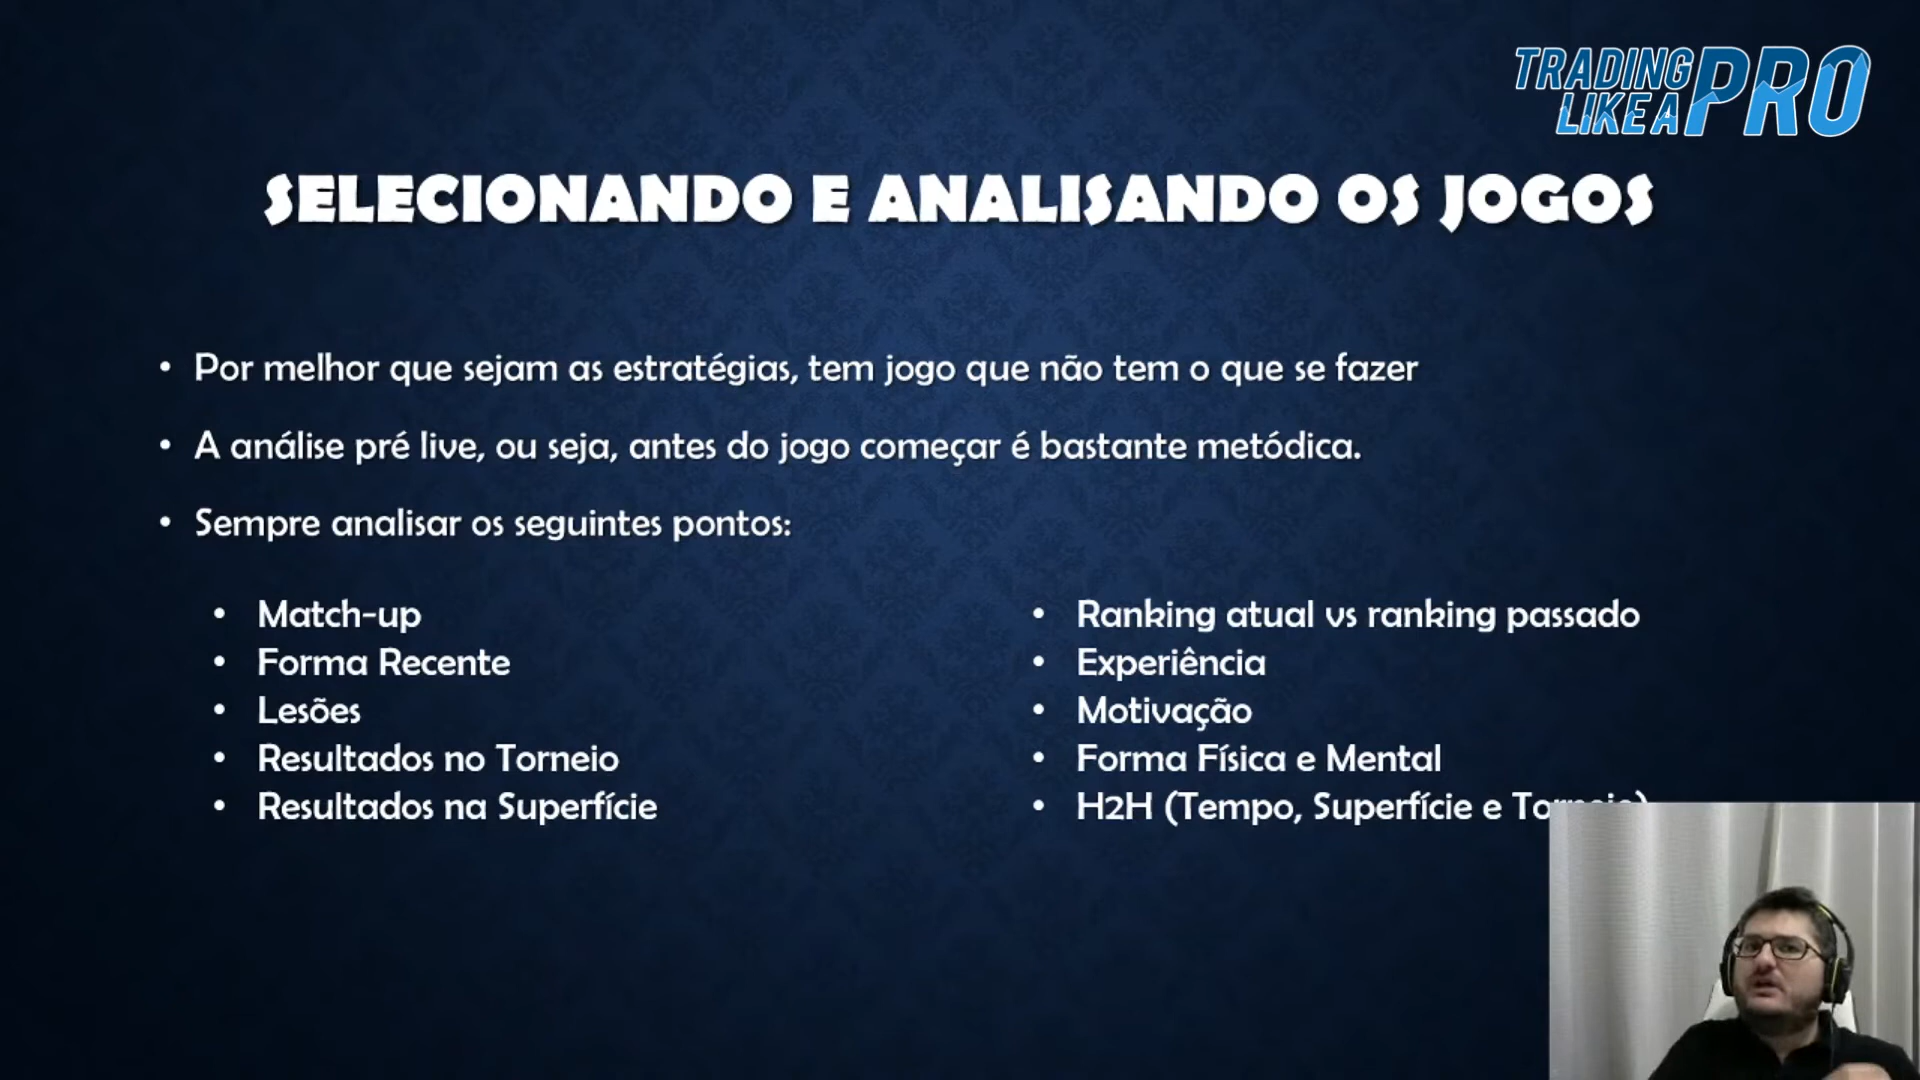 TRADING
LIKE A PRO
SELECIONANDO E ANALISANDO OS JOGOS
• Por melhor que sejam as estratégias, tem jogo que não tem o que se fazer
• A análise pré live, ou seja, antes do jogo começar é bastante metódica.
• Sempre analisar os seguintes pontos:
• Match-up
• Forma Recente
• Lesões
• Resultados no Torneio
• Resultados na Superfície
• Ranking atual vs ranking passado
• Experiência
• Motivação
• Forma Física e Mental
• H2H (Tempo, Superfície e